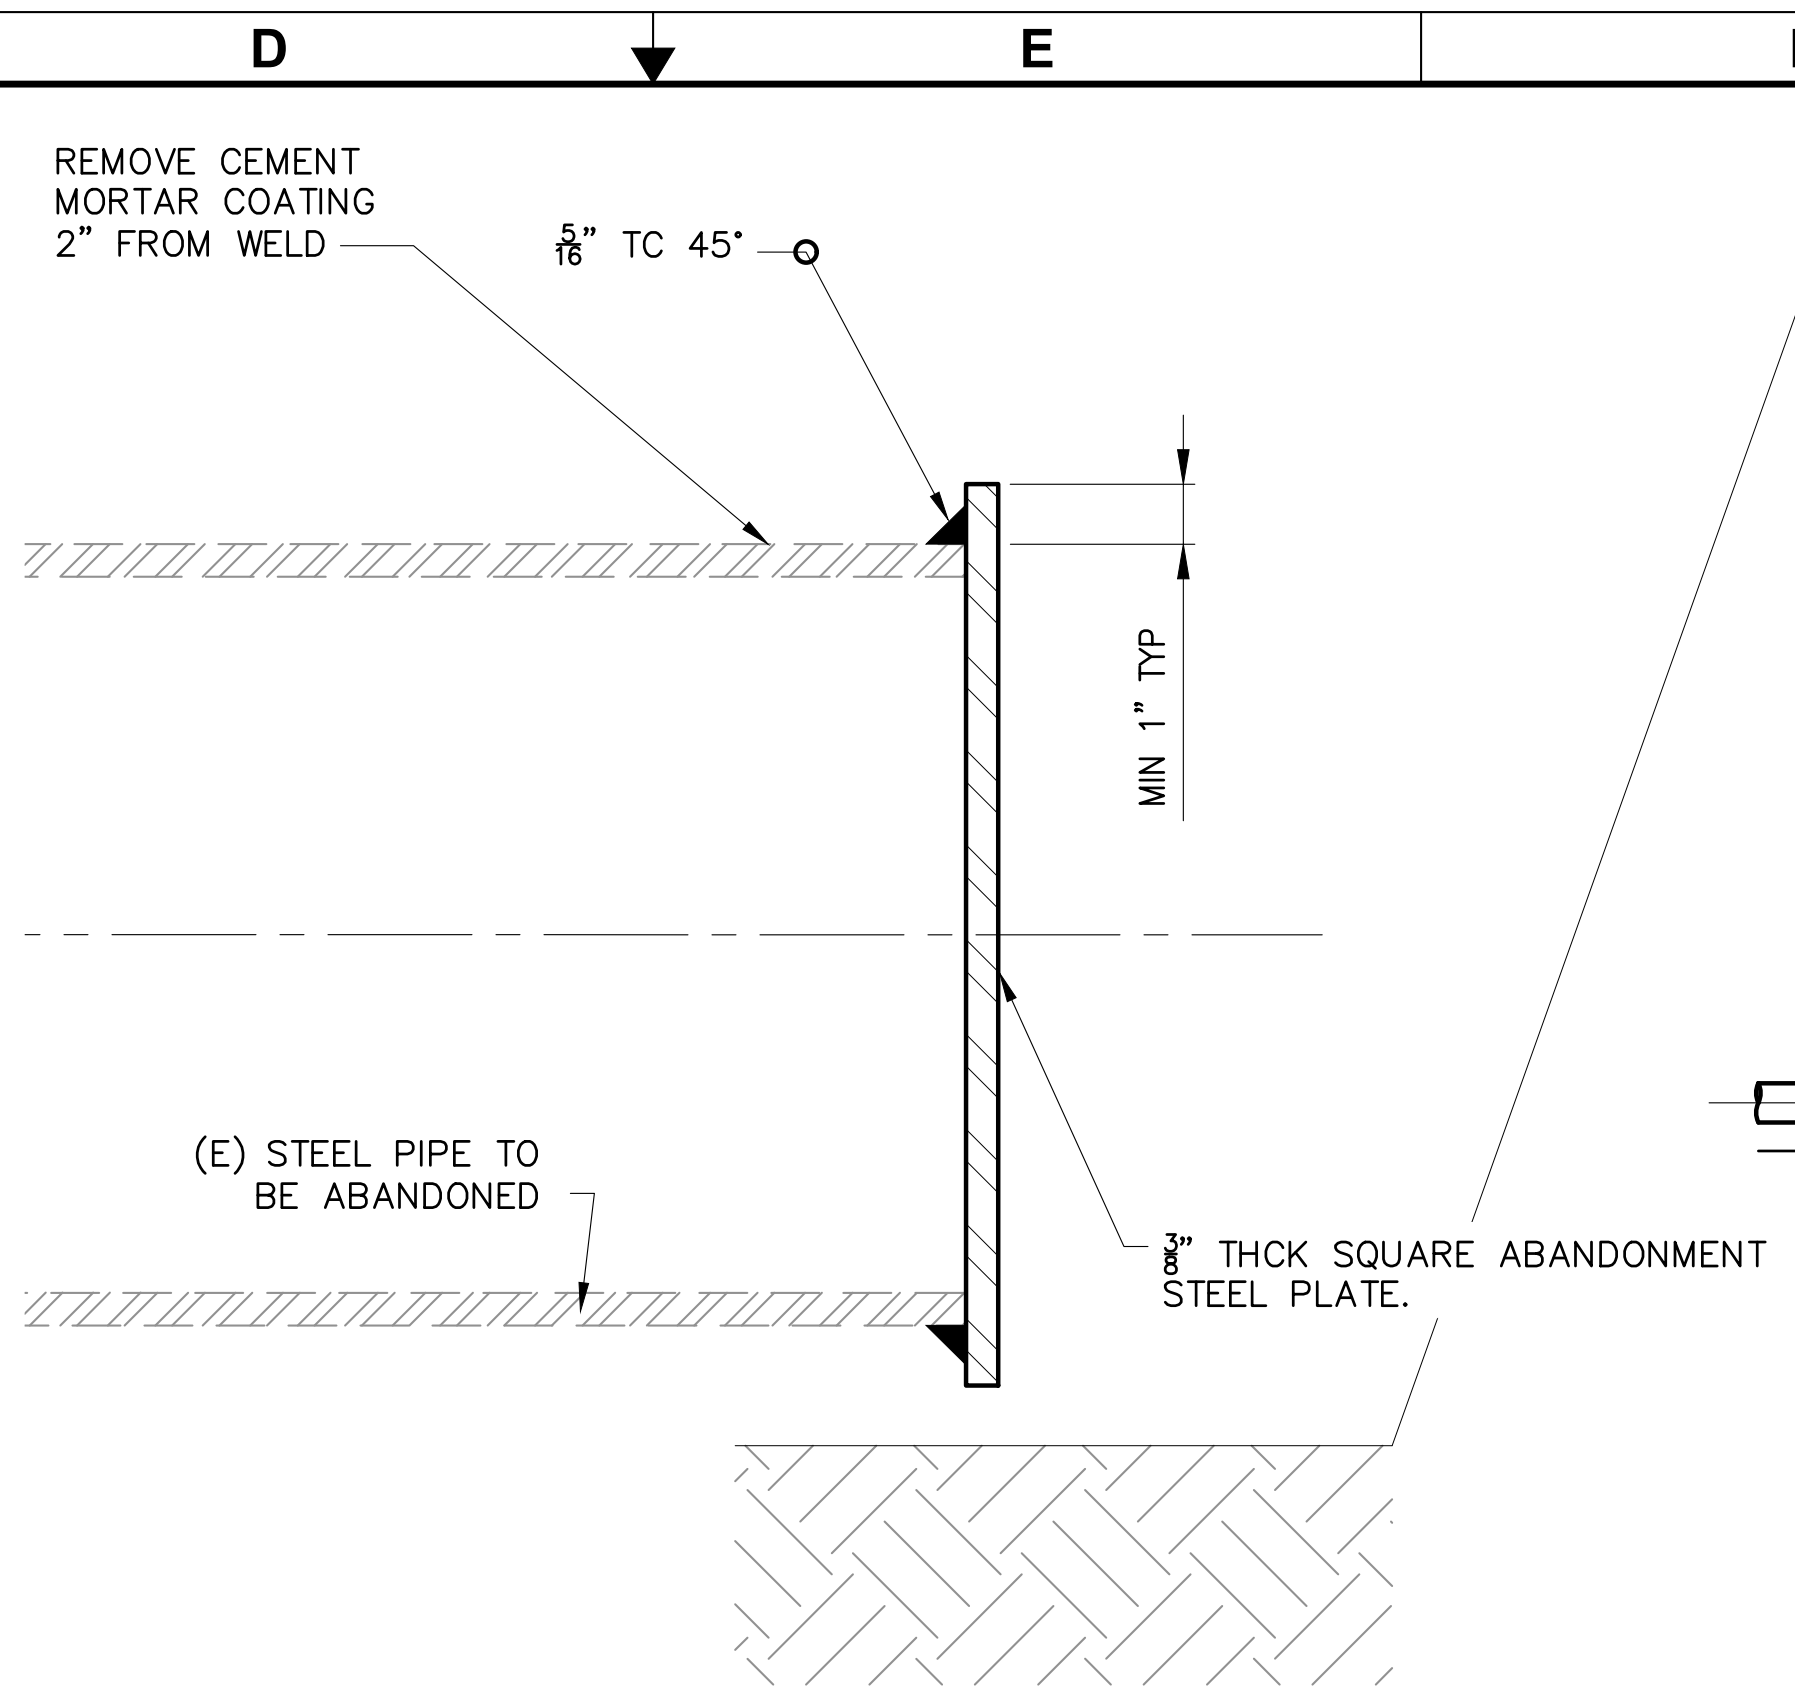 D
E
REMOVE CEMENT
MORTAR COATING
2” FROM WELD
5/16” TC 45°
MIN 1” TYP
(E) STEEL PIPE TO
BE ABANDONED
3/8” THCK SQUARE ABANDONMENT
STEEL PLATE.